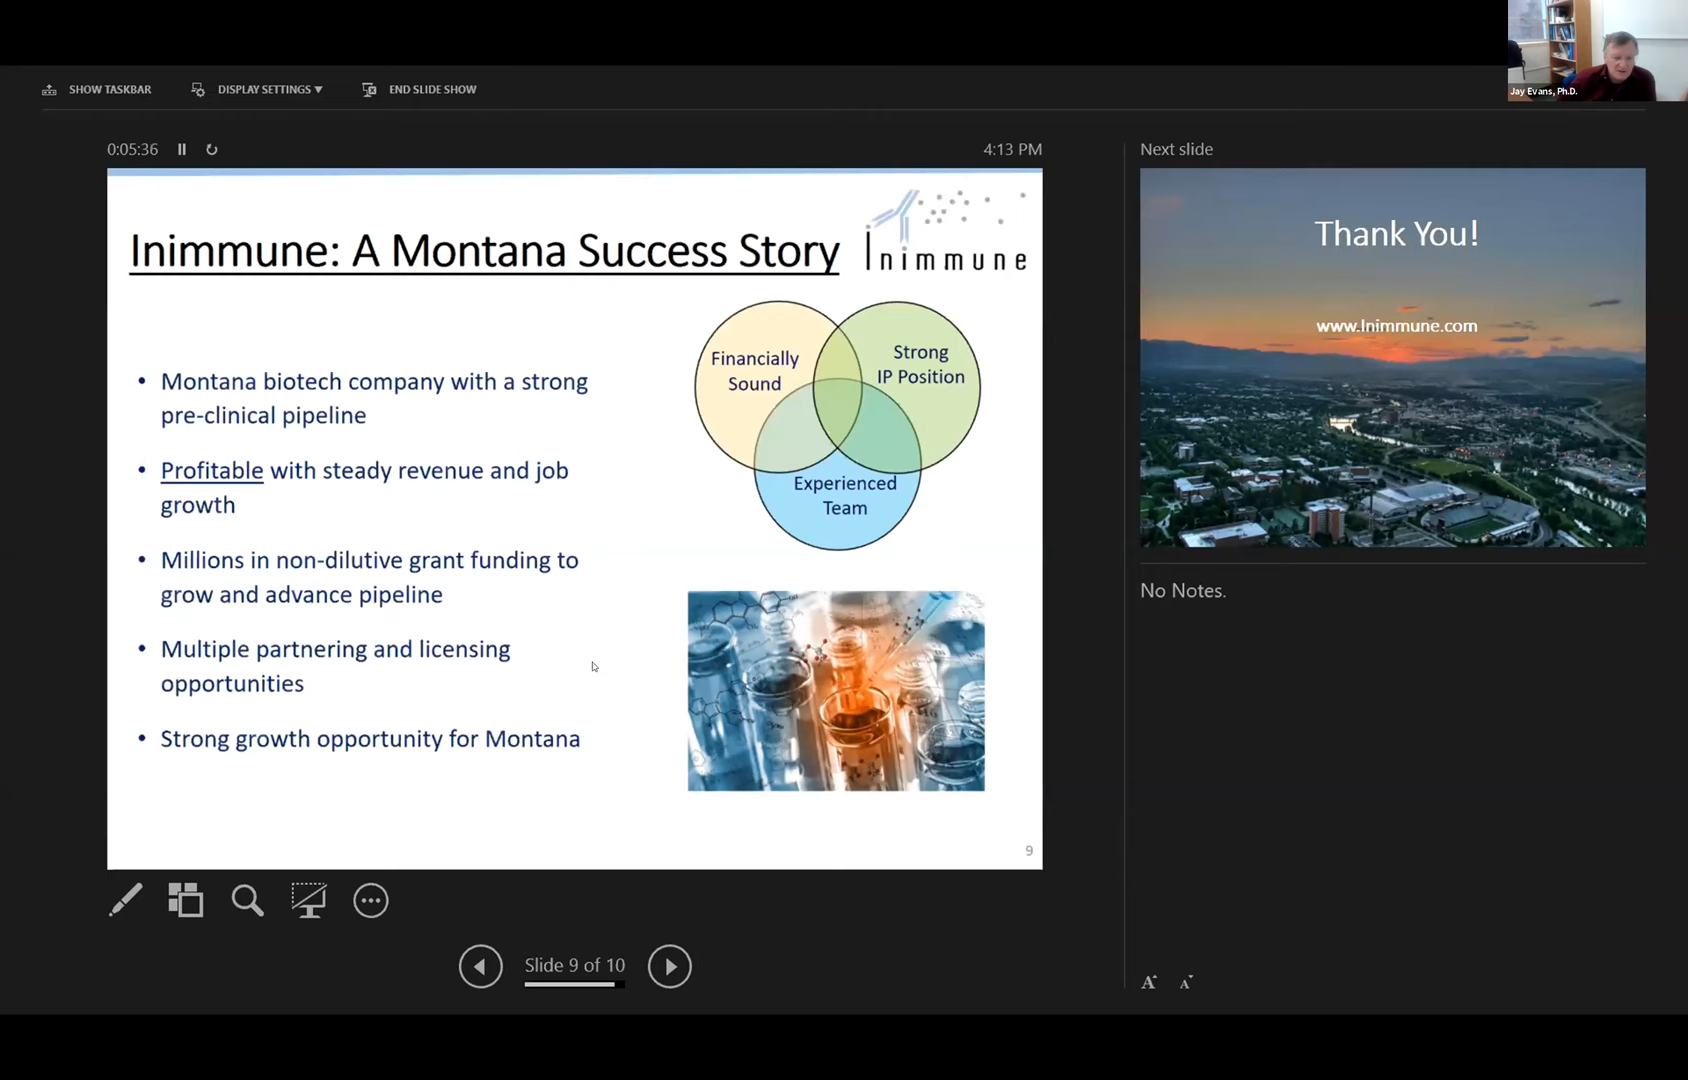 Jay Evans, Ph.D.
SHOW TASKBAR
DISPLAY SETTINGS ▼
END SLIDE SHOW
0:05:36
4:13 PM
Next slide
Inimmune: A Montana Success Story
Inimmune
• Montana biotech company with a strong
pre-clinical pipeline
• Profitable with steady revenue and job
growth
• Millions in non-dilutive grant funding to
grow and advance pipeline
• Multiple partnering and licensing
opportunities
• Strong growth opportunity for Montana
Financially
Sound
Strong
IP Position
Experienced
Team
9
Thank You!
www.Inimmune.com
No Notes.
Slide 9 of 10
A A